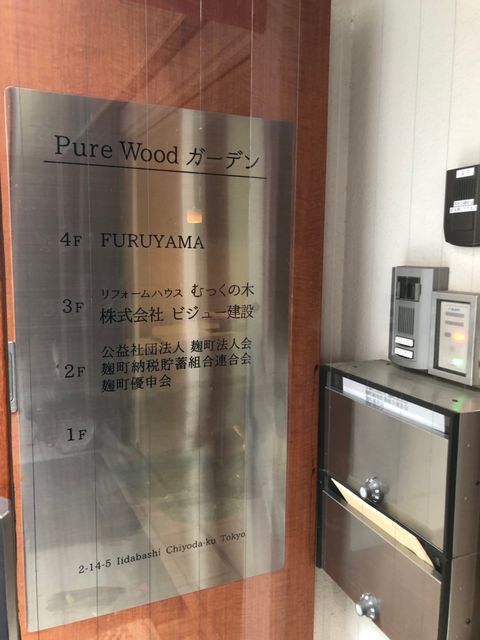 Pure Wood ガーデン
4F FURUYAMA
リフォームハウス むっくの木
3F 株式会社 ビジュー建設
公益社団法人 麹町法人会
2F 麹町納税貯蓄組合連合会
麹町優申会
1F
2-14-5 Iidabashi Chiyoda-ku Tokyo